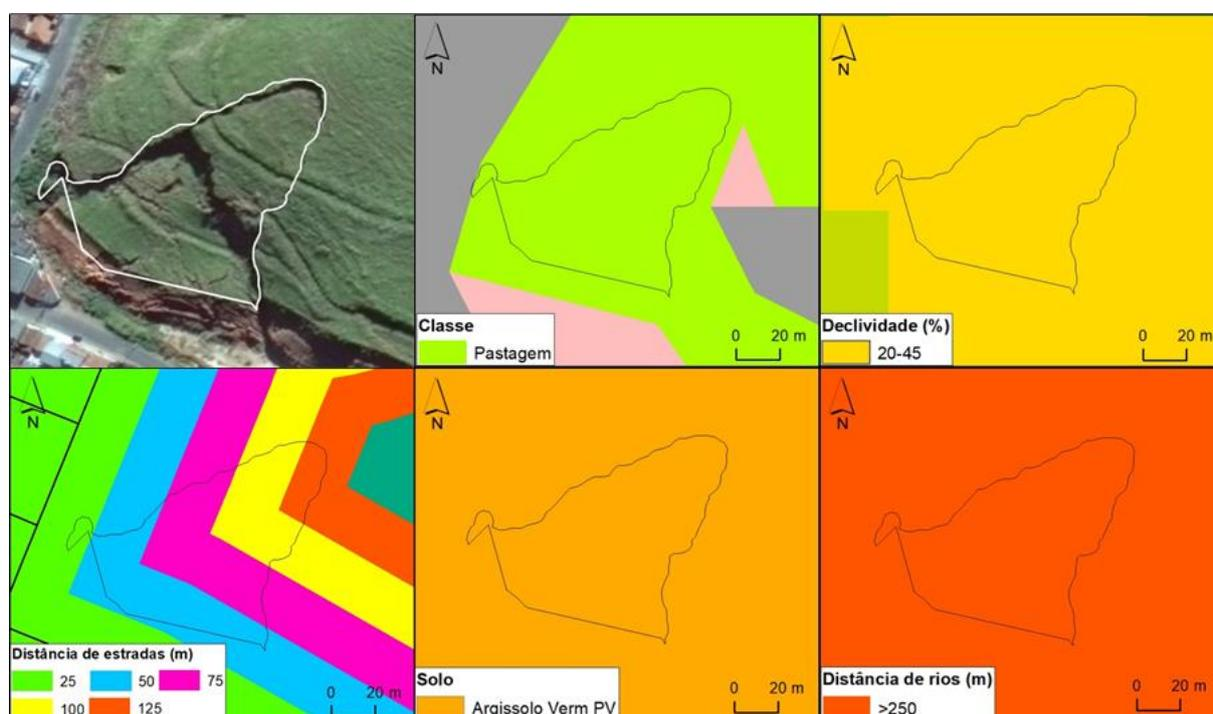 N
Classe
Pastagem
0 20 m
N
Declividade (%)
20-45
0 20 m
N
Distância de estradas (m)
25 50 75
100 125
0 20 m
N
Solo
Argissolo Verm PV
0 20 m
N
Distância de rios (m)
>250
0 20 m